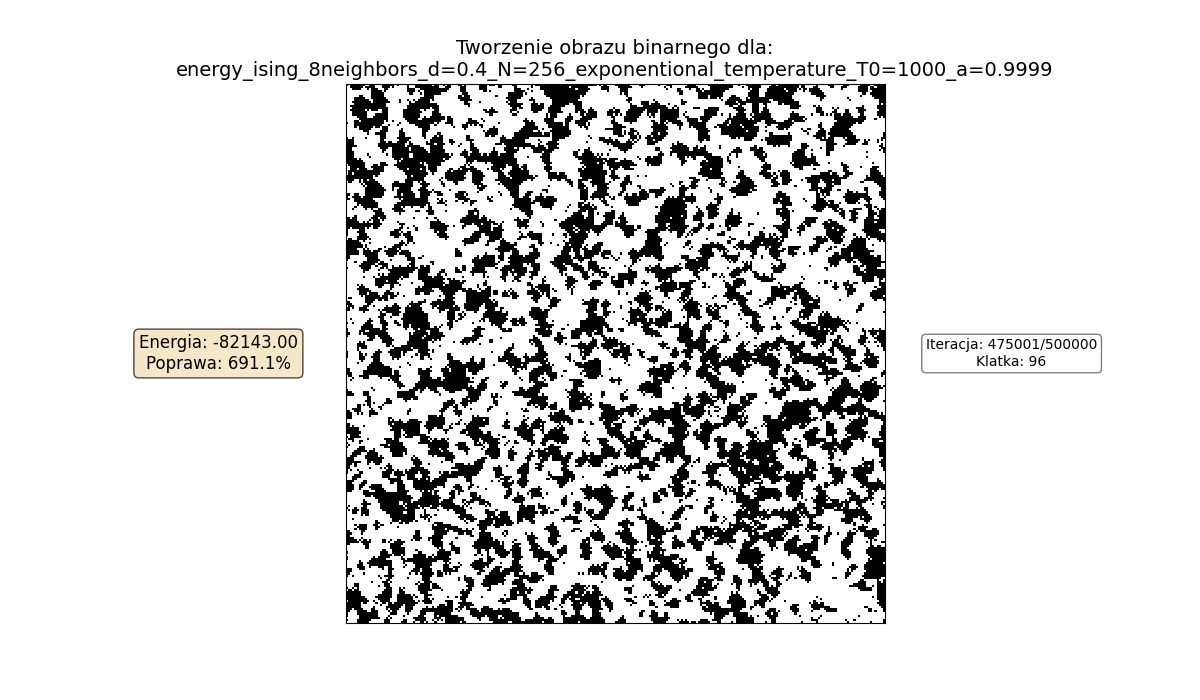 Tworzenie obrazu binarnego dla:
energy_ising_8neighbors_d=0.4_N=256_exponentional_temperature_T0=1000_a=0.9999
Energia: -82143.00
Poprawa: 691.1%
Iteracja: 475001/500000
Klatka: 96